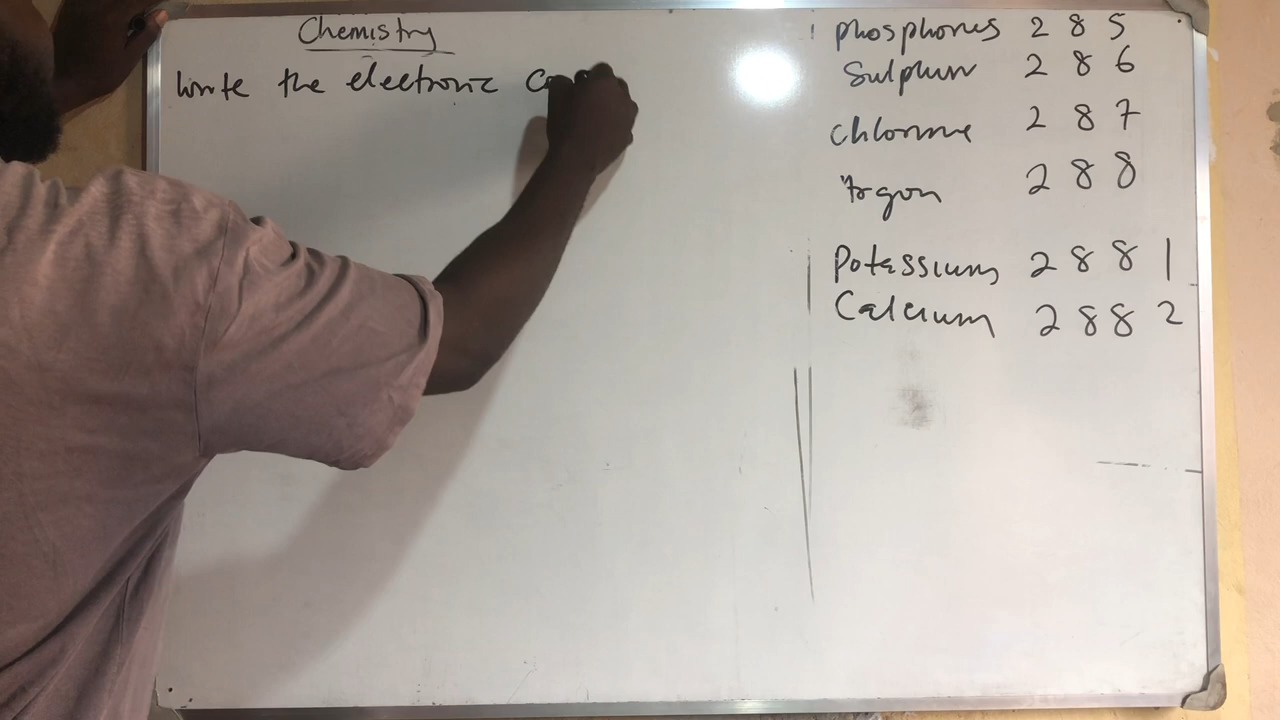 Chemistry
Write the electronic Co
phosphorus 2 8 5
Sulphur 2 8 6
chlorine 2 8 7
Argon 2 8 8
Potassium 2 8 8 1
Calcium 2 8 8 2